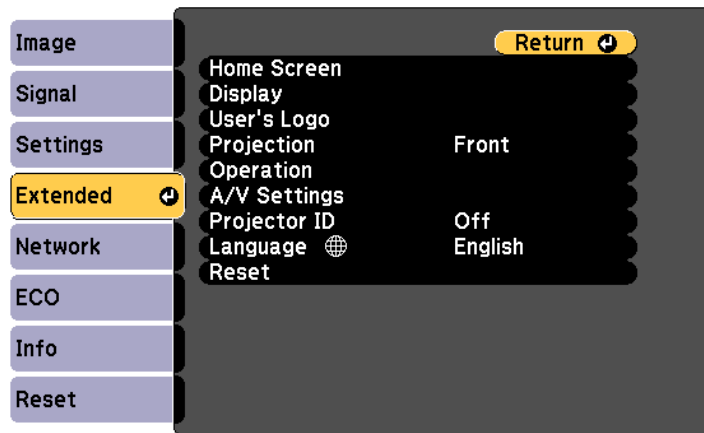 Image
Signal
Settings
Extended
Network
ECO
Info
Reset
Return
Home Screen
Display
User's Logo
Projection Front
Operation
A/V Settings
Projector ID Off
Language English
Reset